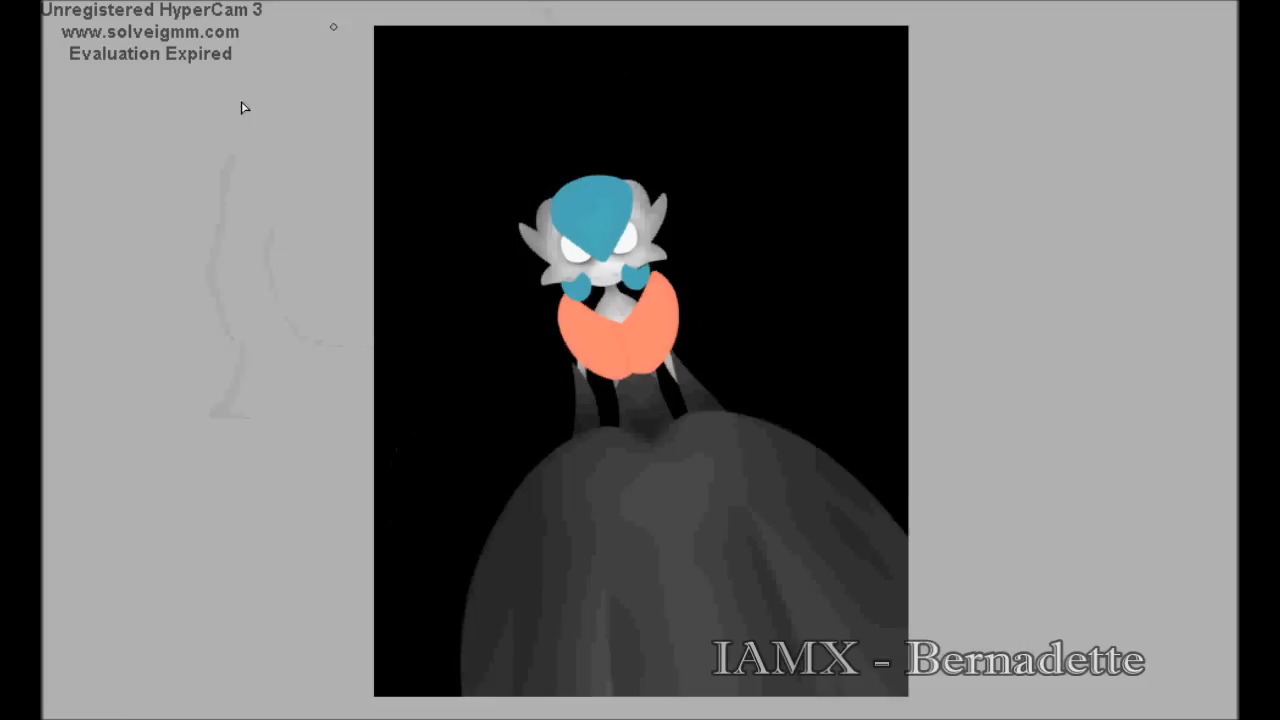 Unregistered HyperCam 3
www.solveigmm.com
Evaluation Expired
IAMX - Bernadette